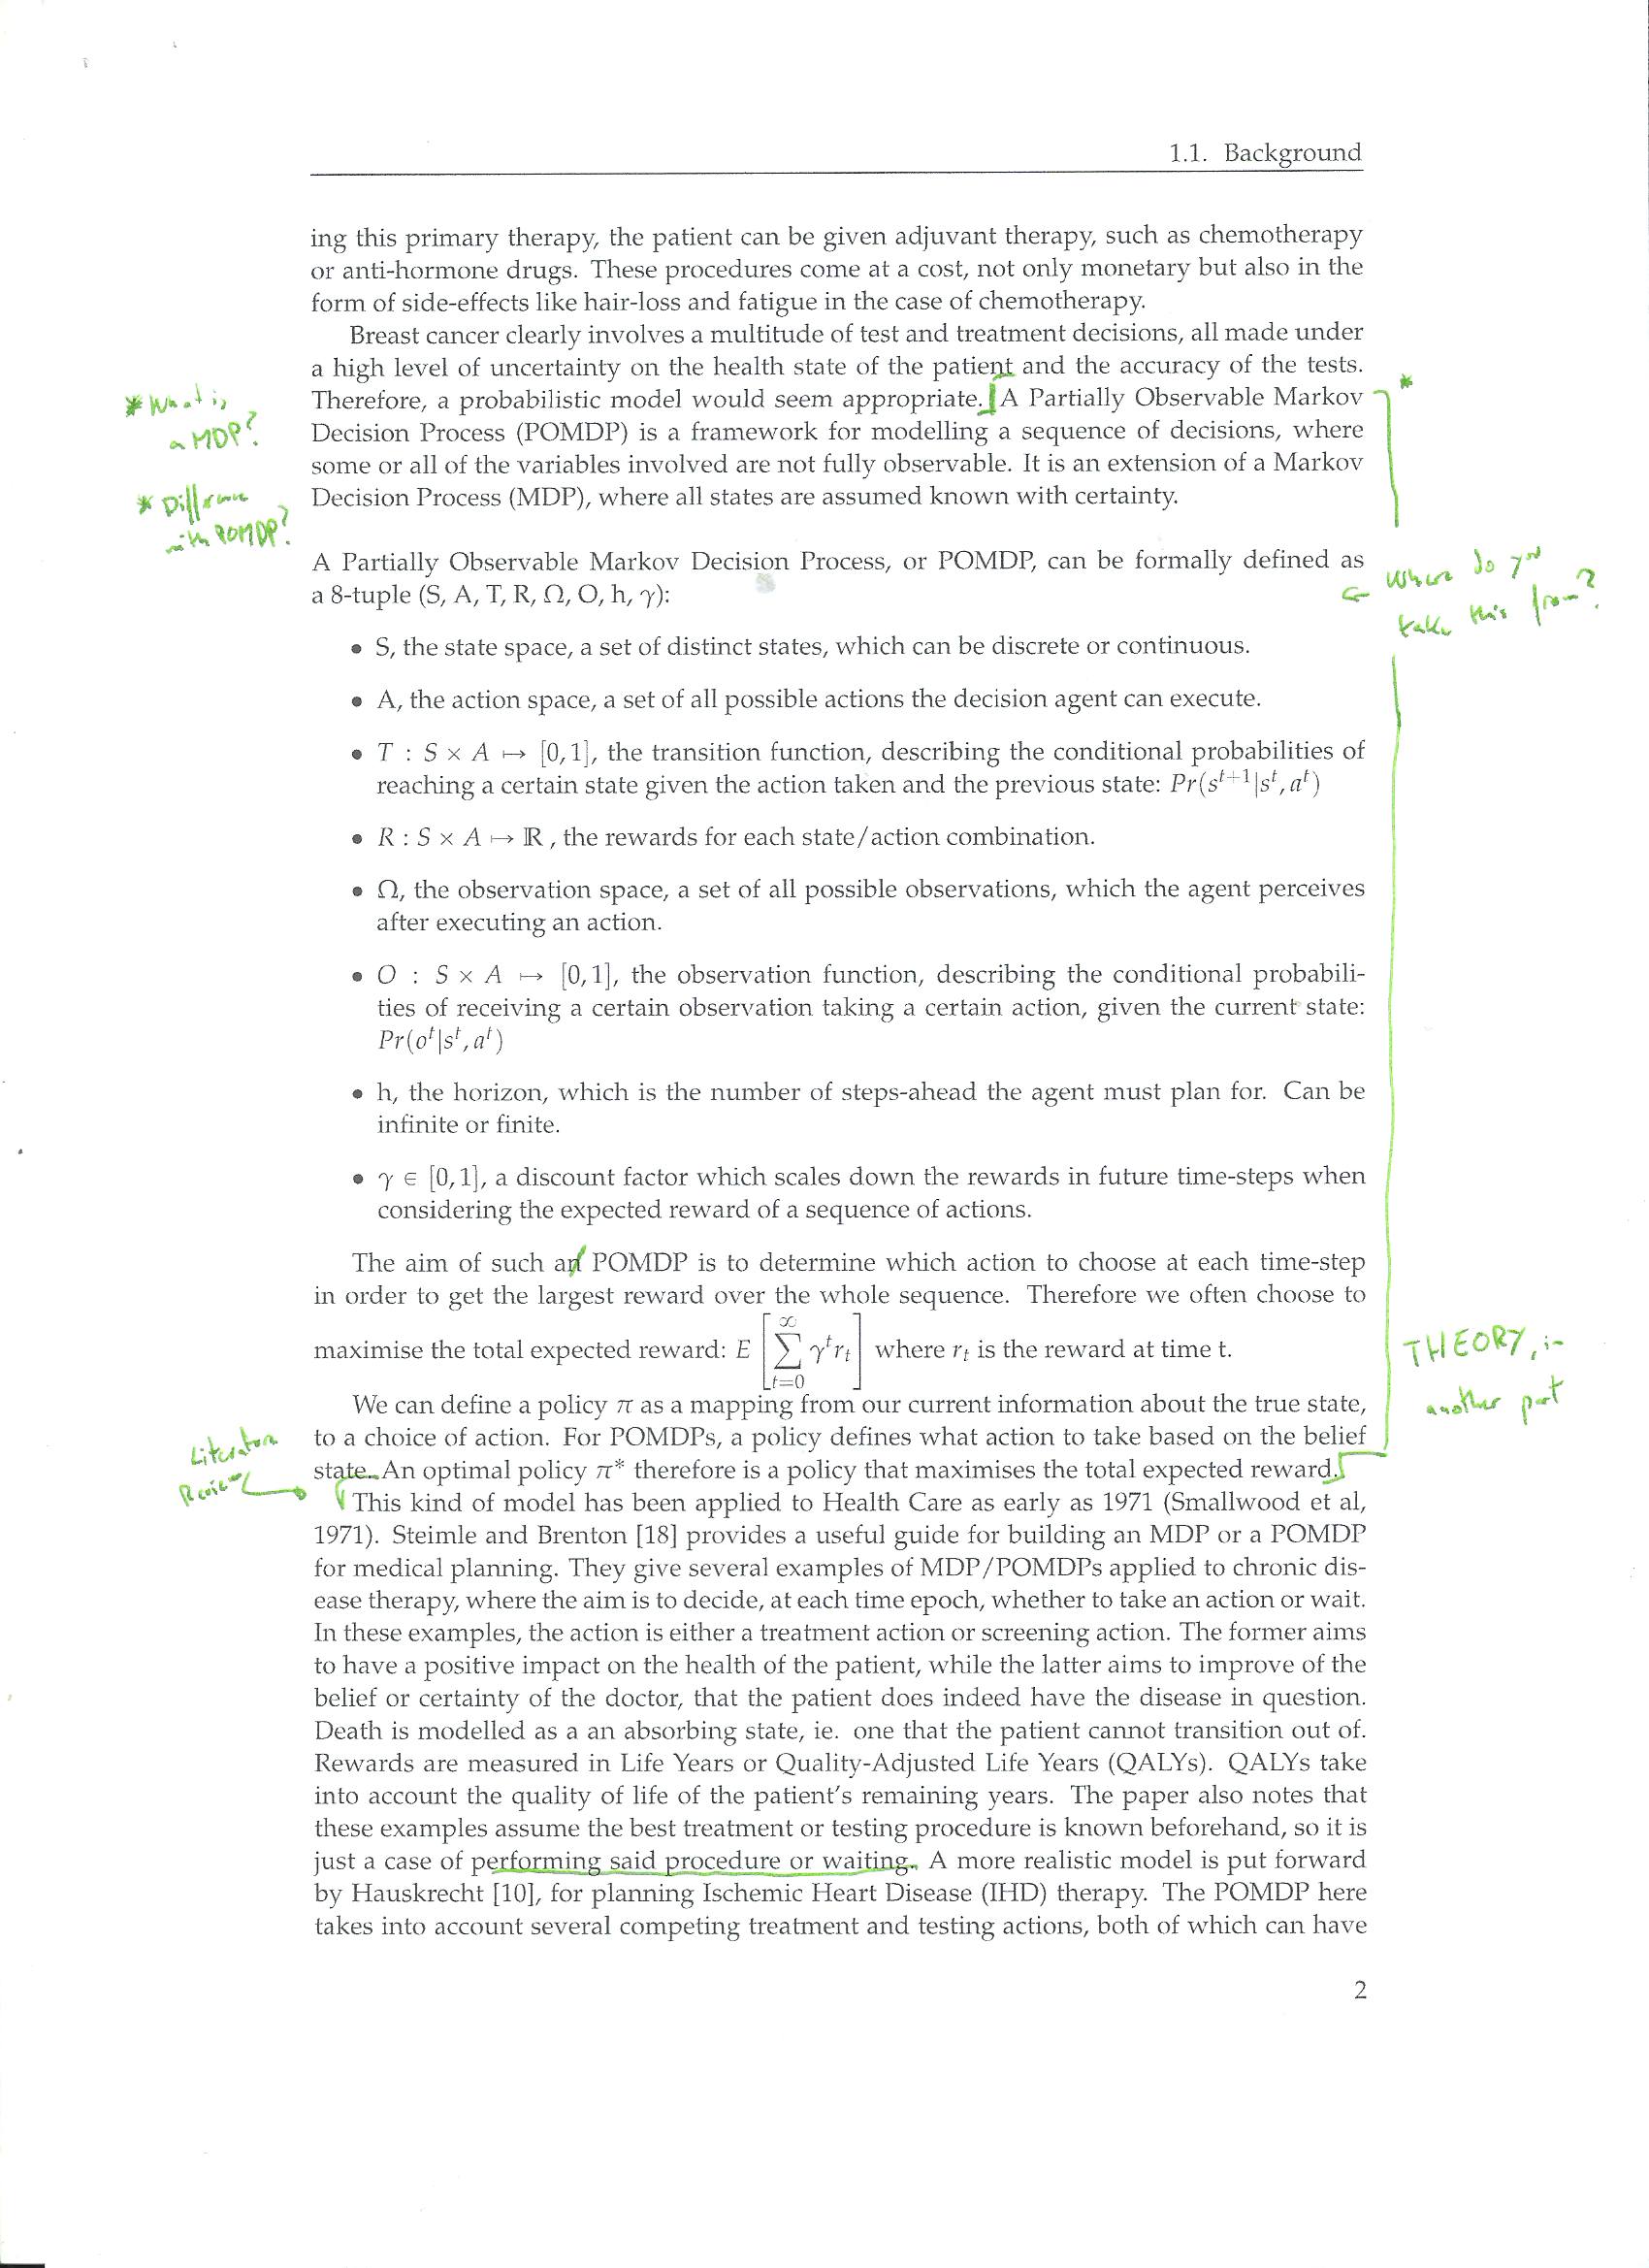 1.1. Background
ing this primary therapy, the patient can be given adjuvant therapy, such as chemotherapy
or anti-hormone drugs. These procedures come at a cost, not only monetary but also in the
form of side-effects like hair-loss and fatigue in the case of chemotherapy.
Breast cancer clearly involves a multitude of test and treatment decisions, all made under
a high level of uncertainty on the health state of the patient and the accuracy of the tests.
Therefore, a probabilistic model would seem appropriate. A Partially Observable Markov
Decision Process (POMDP) is a framework for modelling a sequence of decisions, where
some or all of the variables involved are not fully observable. It is an extension of a Markov
Decision Process (MDP), where all states are assumed known with certainty.
* What is
a MDP?
* Difference
with POMDP?
*
A Partially Observable Markov Decision Process, or POMDP, can be formally defined as
a 8-tuple (S, A, T, R, Ω, O, h, γ):
Where do you
take this from?
• S, the state space, a set of distinct states, which can be discrete or continuous.
• A, the action space, a set of all possible actions the decision agent can execute.
• T : S × A ↦ [0, 1], the transition function, describing the conditional probabilities of
reaching a certain state given the action taken and the previous state: Pr(s^{t+1}|s^t, a^t)
• R : S × A ↦ ℝ, the rewards for each state/action combination.
• Ω, the observation space, a set of all possible observations, which the agent perceives
after executing an action.
• O : S × A ↦ [0, 1], the observation function, describing the conditional probabili-
ties of receiving a certain observation taking a certain action, given the current state:
Pr(o^t|s^t, a^t)
• h, the horizon, which is the number of steps-ahead the agent must plan for. Can be
infinite or finite.
• γ ∈ [0, 1], a discount factor which scales down the rewards in future time-steps when
considering the expected reward of a sequence of actions.
The aim of such an POMDP is to determine which action to choose at each time-step
in order to get the largest reward over the whole sequence. Therefore we often choose to
maximise the total expected reward: E [∑_{t=0}^{∞} γ^t r_t] where r_t is the reward at time t.
THEORY, in
another part
We can define a policy π as a mapping from our current information about the true state,
to a choice of action. For POMDPs, a policy defines what action to take based on the belief
state. An optimal policy π* therefore is a policy that maximises the total expected reward.
Literature
Review
This kind of model has been applied to Health Care as early as 1971 (Smallwood et al,
1971). Steimle and Brenton [18] provides a useful guide for building an MDP or a POMDP
for medical planning. They give several examples of MDP/POMDPs applied to chronic dis-
ease therapy, where the aim is to decide, at each time epoch, whether to take an action or wait.
In these examples, the action is either a treatment action or screening action. The former aims
to have a positive impact on the health of the patient, while the latter aims to improve of the
belief or certainty of the doctor, that the patient does indeed have the disease in question.
Death is modelled as a an absorbing state, ie. one that the patient cannot transition out of.
Rewards are measured in Life Years or Quality-Adjusted Life Years (QALYs). QALYs take
into account the quality of life of the patient's remaining years. The paper also notes that
these examples assume the best treatment or testing procedure is known beforehand, so it is
just a case of performing said procedure or waiting. A more realistic model is put forward
by Hauskrecht [10], for planning Ischemic Heart Disease (IHD) therapy. The POMDP here
takes into account several competing treatment and testing actions, both of which can have
2